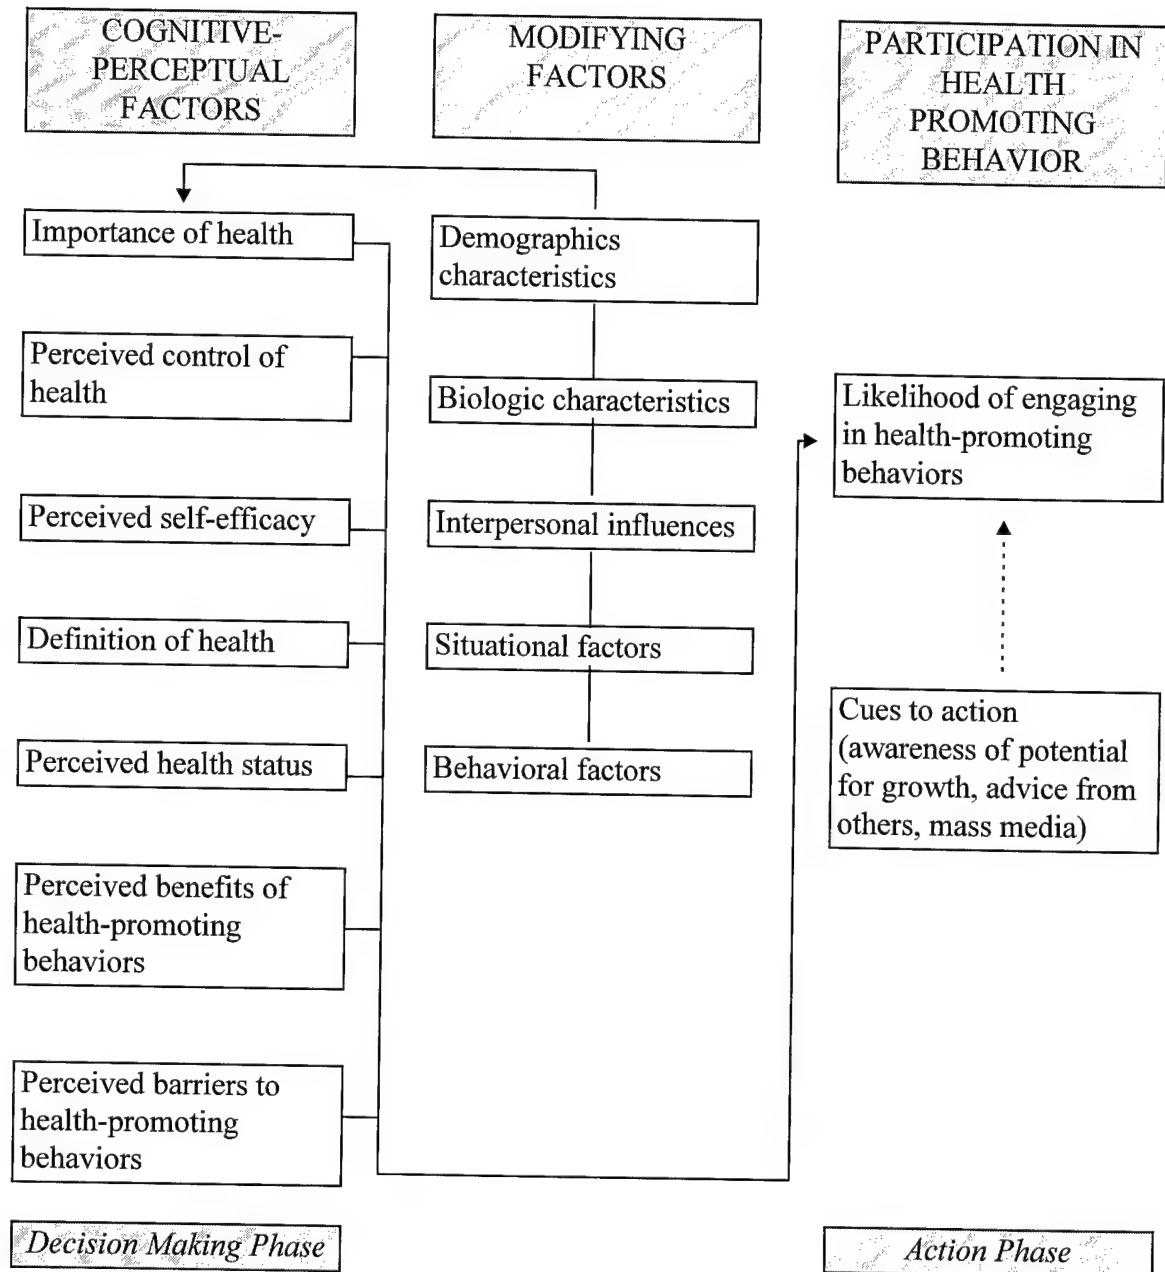 COGNITIVE-
PERCEPTUAL
FACTORS
MODIFYING
FACTORS
PARTICIPATION IN
HEALTH
PROMOTING
BEHAVIOR
Importance of health
Perceived control of
health
Perceived self-efficacy
Definition of health
Perceived health status
Perceived benefits of
health-promoting
behaviors
Perceived barriers to
health-promoting
behaviors
Demographics
characteristics
Biologic characteristics
Interpersonal influences
Situational factors
Behavioral factors
Likelihood of engaging
in health-promoting
behaviors
Cues to action
(awareness of potential
for growth, advice from
others, mass media)
Decision Making Phase
Action Phase